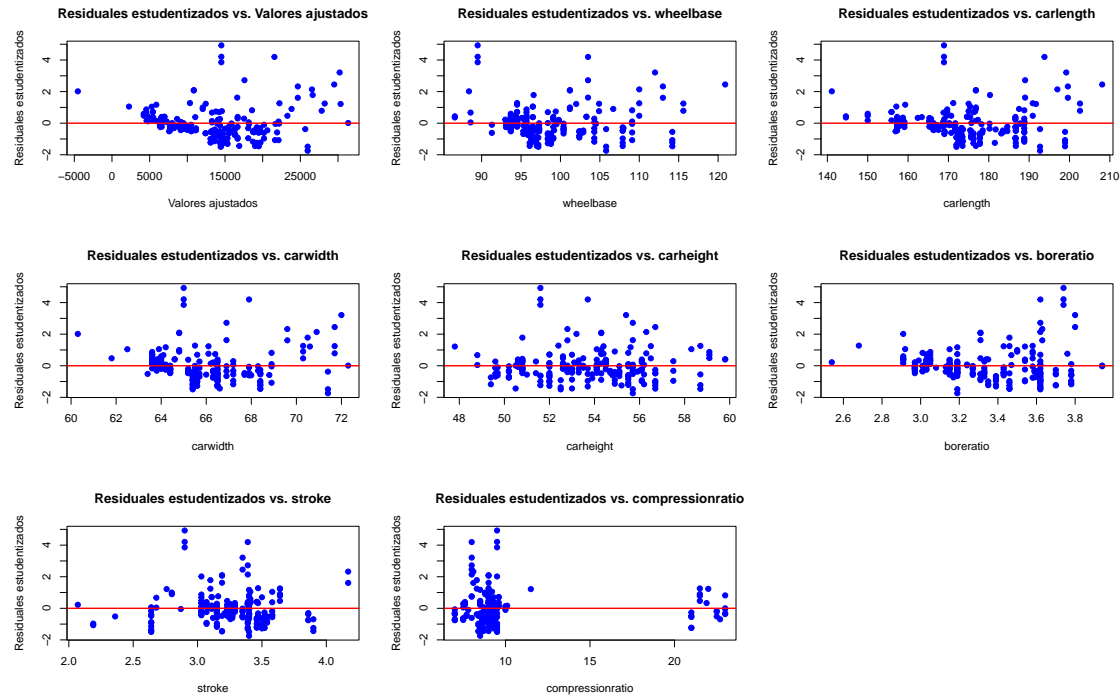 Residuales estudentizados vs. Valores ajustados
Residuales estudentizados
−2 0 2 4
−5000 0 5000 15000 25000
Valores ajustados
Residuales estudentizados vs. wheelbase
Residuales estudentizados
−2 0 2 4
90 95 100 105 110 115 120
wheelbase
Residuales estudentizados vs. carlength
Residuales estudentizados
−2 0 2 4
140 150 160 170 180 190 200 210
carlength
Residuales estudentizados vs. carwidth
Residuales estudentizados
−2 0 2 4
60 62 64 66 68 70 72
carwidth
Residuales estudentizados vs. carheight
Residuales estudentizados
−2 0 2 4
48 50 52 54 56 58 60
carheight
Residuales estudentizados vs. boreratio
Residuales estudentizados
−2 0 2 4
2.6 2.8 3.0 3.2 3.4 3.6 3.8
boreratio
Residuales estudentizados vs. stroke
Residuales estudentizados
−2 0 2 4
2.0 2.5 3.0 3.5 4.0
stroke
Residuales estudentizados vs. compressionratio
Residuales estudentizados
−2 0 2 4
10 15 20
compressionratio